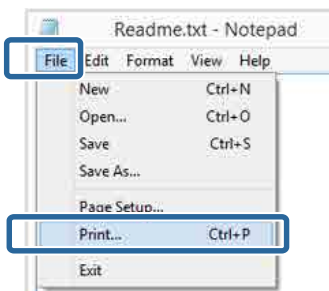 Readme.txt - Notepad
File Edit Format View Help
New Ctrl+N
Open... Ctrl+O
Save Ctrl+S
Save As...
Page Setup...
Print... Ctrl+P
Exit